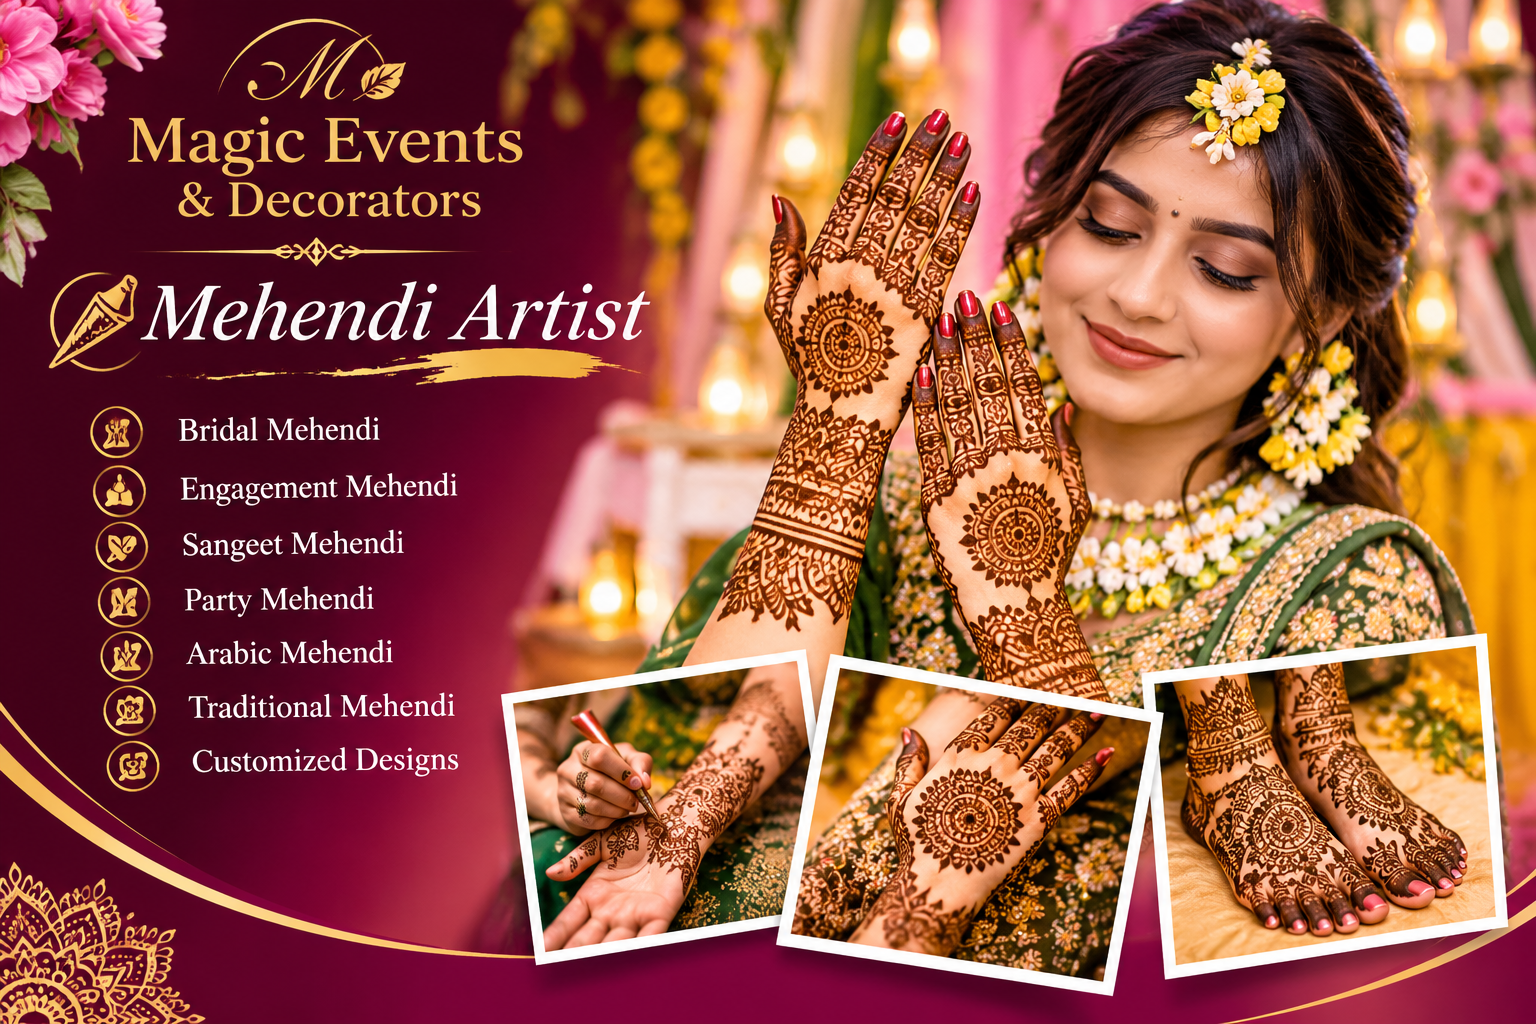 M
Magic Events
& Decorators
Mehendi Artist
Bridal Mehendi
Engagement Mehendi
Sangeet Mehendi
Party Mehendi
Arabic Mehendi
Traditional Mehendi
Customized Designs